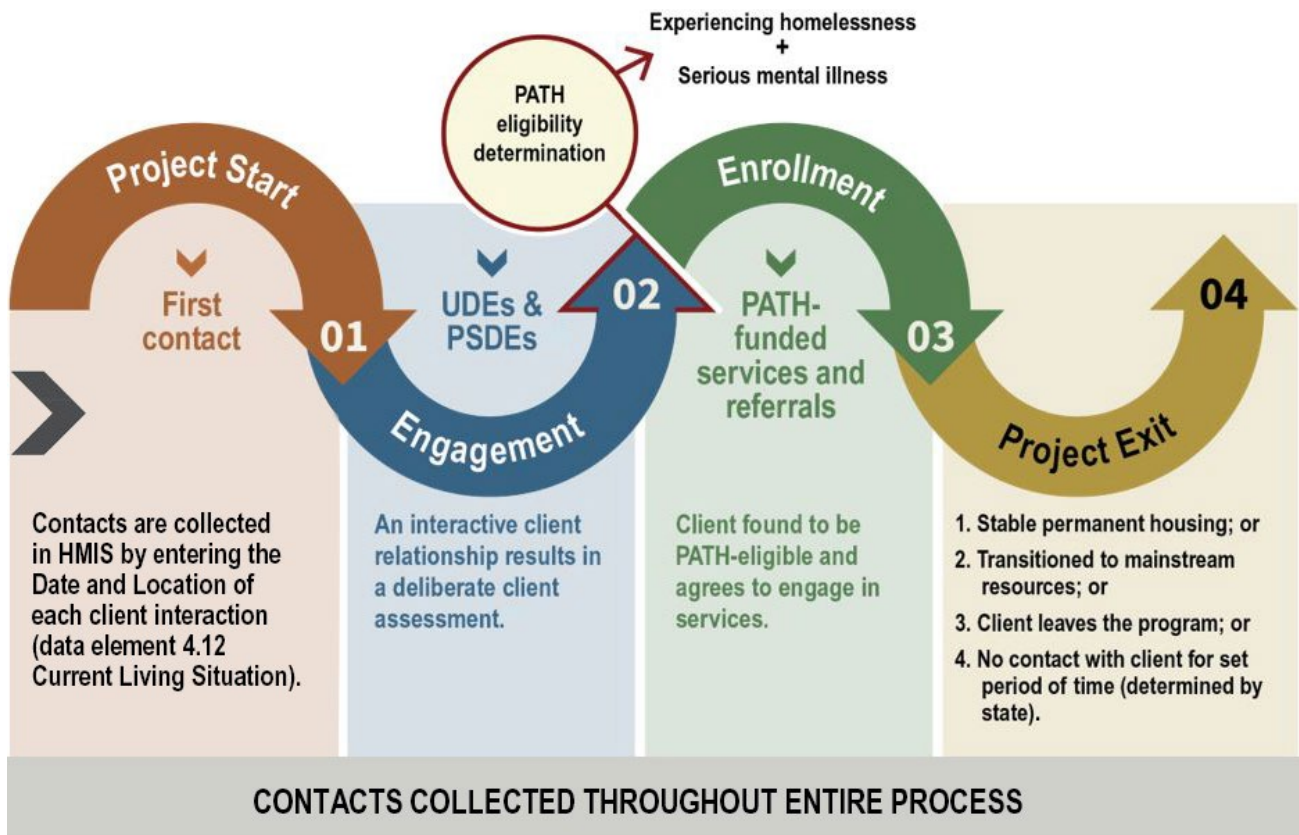 Experiencing homelessness
+
Serious mental illness
PATH
eligibility
determination
Project Start
First
contact
01
Contacts are collected
in HMIS by entering the
Date and Location of
each client interaction
(data element 4.12
Current Living Situation).
UDEs &
PSDEs
02
Engagement
An interactive client
relationship results in
a deliberate client
assessment.
Enrollment
PATH-
funded
services and
referrals
03
Client found to be
PATH-eligible and
agrees to engage in
services.
04
Project Exit
1. Stable permanent housing; or
2. Transitioned to mainstream
resources; or
3. Client leaves the program; or
4. No contact with client for set
period of time (determined by
state).
CONTACTS COLLECTED THROUGHOUT ENTIRE PROCESS